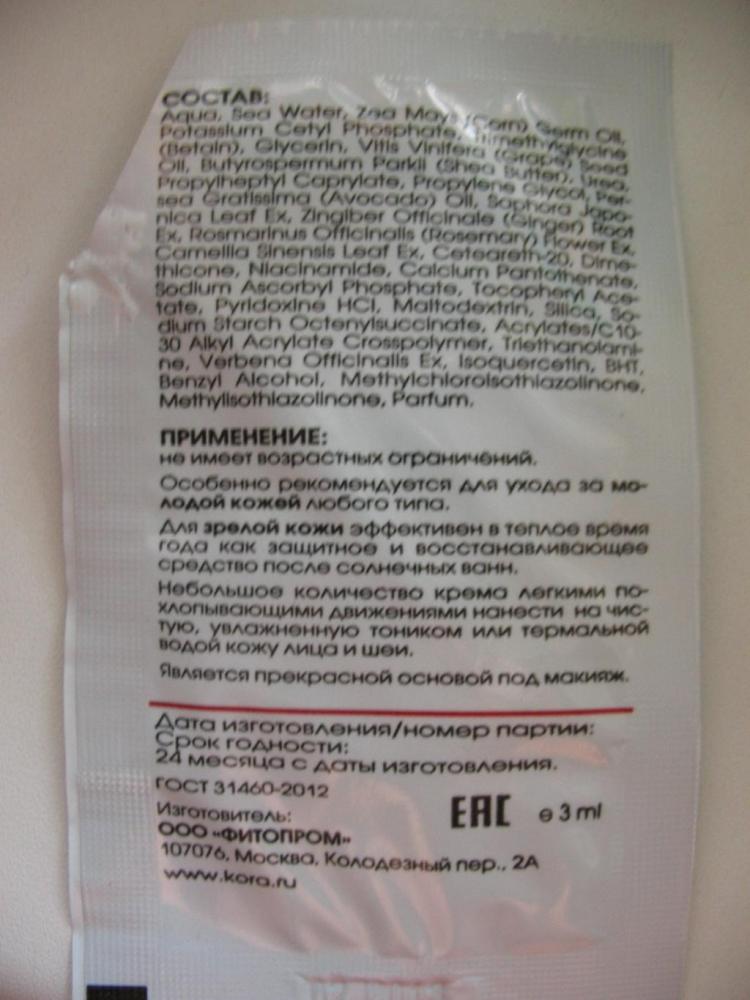 СОСТАВ:
Aqua, Sea Water, Zea Mays (Corn) Germ Oil,
Potassium Cetyl Phosphate, Trimethylglycine
(Betain), Glycerin, Vitis Vinifera (Grape) Seed
Oil, Butyrospermum Parkii (Shea Butter), Urea,
Propylheptyl Caprylate, Propylene Glycol, Per-
sea Gratissima (Avocado) Oil, Sophora Japo-
nica Leaf Ex, Zingiber Officinale (Ginger) Root
Ex, Rosmarinus Officinalis (Rosemary) Flower Ex,
Camellia Sinensis Leaf Ex, Ceteareth-20, Dime-
thicone, Niacinamide, Calcium Pantothenate,
Sodium Ascorbyl Phosphate, Tocopheryl Ace-
tate, Pyridoxine HCl, Maltodextrin, Silica, So-
dium Starch Octenylsuccinate, Acrylates/C10-
30 Alkyl Acrylate Crosspolymer, Triethanolami-
ne, Verbena Officinalis Ex, Isoquercetin, BHT,
Benzyl Alcohol, Methylchloroisothiazolinone,
Methylisothiazolinone, Parfum.
ПРИМЕНЕНИЕ:
не имеет возрастных ограничений.
Особенно рекомендуется для ухода за мо-
лодой кожей любого типа.
Для зрелой кожи эффективен в теплое время
года как защитное и восстанавливающее
средство после солнечных ванн.
Небольшое количество крема легкими по-
хлопывающими движениями нанести на чис-
тую, увлажненную тоником или термальной
водой кожу лица и шеи.
Является прекрасной основой под макияж.
Дата изготовления/номер партии:
Срок годности:
24 месяца с даты изготовления.
ГОСТ 31460-2012
EAC ℮ 3 ml
Изготовитель:
ООО «ФИТОПРОМ»
107076, Москва, Колодезный пер., 2А
www.kora.ru